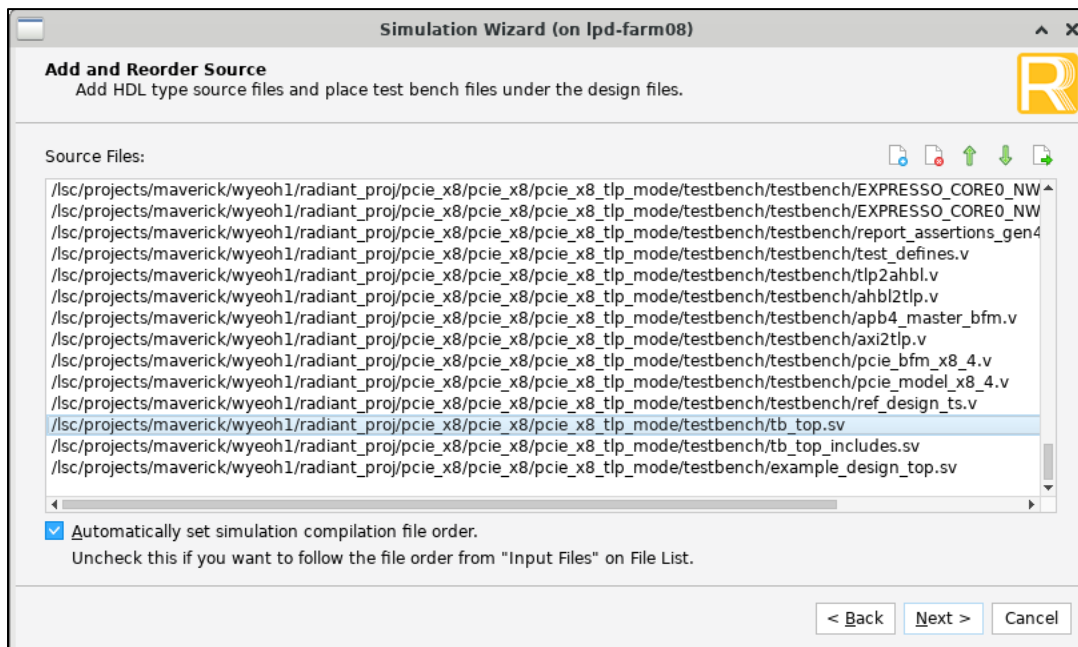 Simulation Wizard (on lpd-farm08)
Add and Reorder Source
Add HDL type source files and place test bench files under the design files.
R
Source Files:
/lsc/projects/maverick/wyeoh1/radiant_proj/pcie_x8/pcie_x8/pcie_x8_tlp_mode/testbench/testbench/EXPRESSO_CORE0_NW
/lsc/projects/maverick/wyeoh1/radiant_proj/pcie_x8/pcie_x8/pcie_x8_tlp_mode/testbench/testbench/EXPRESSO_CORE0_NW
/lsc/projects/maverick/wyeoh1/radiant_proj/pcie_x8/pcie_x8/pcie_x8_tlp_mode/testbench/testbench/report_assertions_gen4
/lsc/projects/maverick/wyeoh1/radiant_proj/pcie_x8/pcie_x8/pcie_x8_tlp_mode/testbench/testbench/test_defines.v
/lsc/projects/maverick/wyeoh1/radiant_proj/pcie_x8/pcie_x8/pcie_x8_tlp_mode/testbench/testbench/tlp2ahbl.v
/lsc/projects/maverick/wyeoh1/radiant_proj/pcie_x8/pcie_x8/pcie_x8_tlp_mode/testbench/testbench/ahbl2tlp.v
/lsc/projects/maverick/wyeoh1/radiant_proj/pcie_x8/pcie_x8/pcie_x8_tlp_mode/testbench/testbench/apb4_master_bfm.v
/lsc/projects/maverick/wyeoh1/radiant_proj/pcie_x8/pcie_x8/pcie_x8_tlp_mode/testbench/testbench/axi2tlp.v
/lsc/projects/maverick/wyeoh1/radiant_proj/pcie_x8/pcie_x8/pcie_x8_tlp_mode/testbench/testbench/pcie_bfm_x8_4.v
/lsc/projects/maverick/wyeoh1/radiant_proj/pcie_x8/pcie_x8/pcie_x8_tlp_mode/testbench/testbench/pcie_model_x8_4.v
/lsc/projects/maverick/wyeoh1/radiant_proj/pcie_x8/pcie_x8/pcie_x8_tlp_mode/testbench/testbench/ref_design_ts.v
/lsc/projects/maverick/wyeoh1/radiant_proj/pcie_x8/pcie_x8/pcie_x8_tlp_mode/testbench/tb_top.sv
/lsc/projects/maverick/wyeoh1/radiant_proj/pcie_x8/pcie_x8/pcie_x8_tlp_mode/testbench/tb_top_includes.sv
/lsc/projects/maverick/wyeoh1/radiant_proj/pcie_x8/pcie_x8/pcie_x8_tlp_mode/testbench/example_design_top.sv
Automatically set simulation compilation file order.
Uncheck this if you want to follow the file order from "Input Files" on File List.
< Back Next > Cancel